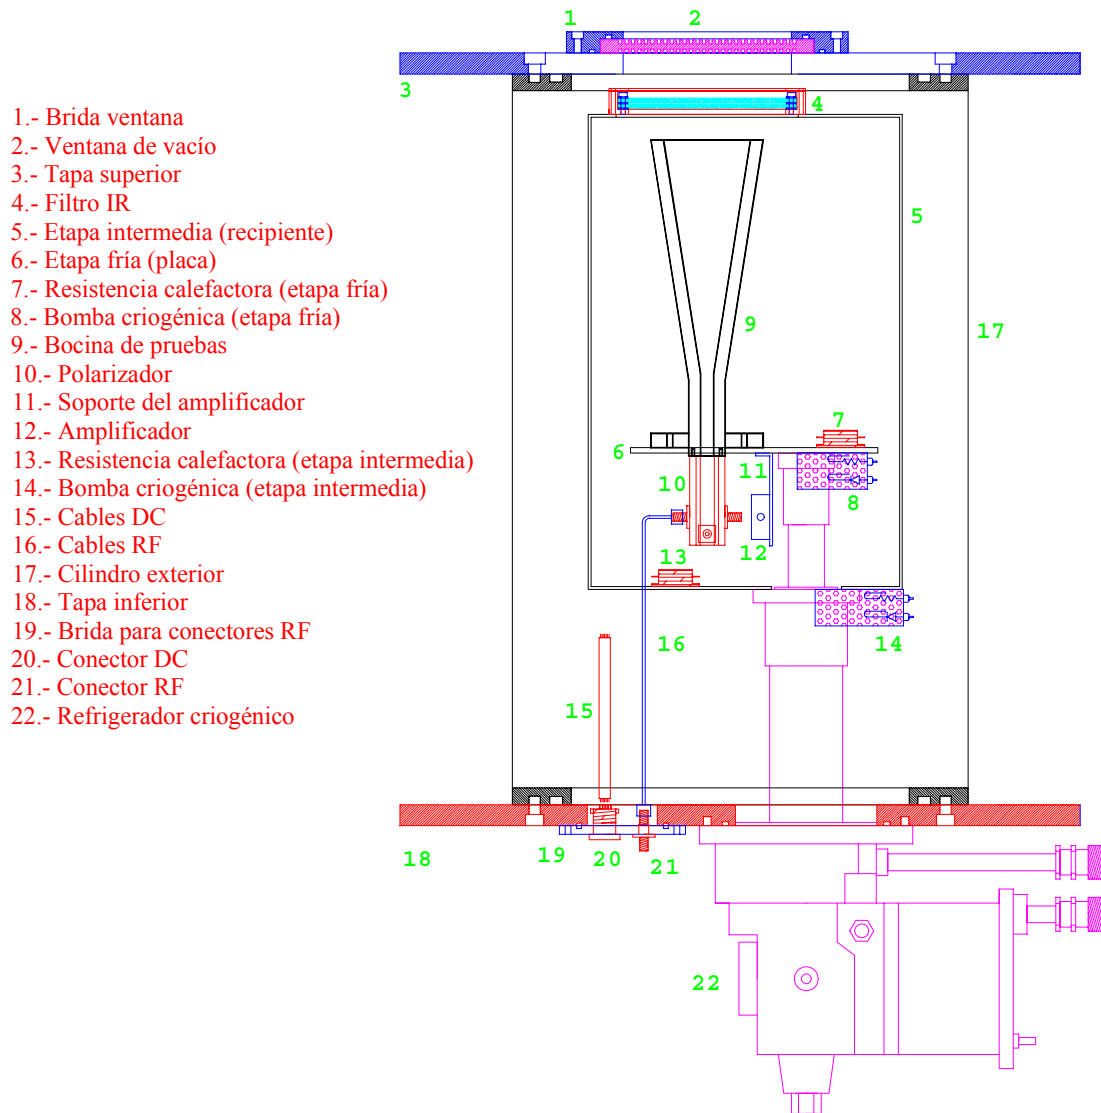 1
2
3
4
1.- Brida ventana
2.- Ventana de vacío
3.- Tapa superior
4.- Filtro IR
5.- Etapa intermedia (recipiente)
6.- Etapa fría (placa)
7.- Resistencia calefactora (etapa fría)
8.- Bomba criogénica (etapa fría)
9.- Bocina de pruebas
10.- Polarizador
11.- Soporte del amplificador
12.- Amplificador
13.- Resistencia calefactora (etapa intermedia)
14.- Bomba criogénica (etapa intermedia)
15.- Cables DC
16.- Cables RF
17.- Cilindro exterior
18.- Tapa inferior
19.- Brida para conectores RF
20.- Conector DC
21.- Conector RF
22.- Refrigerador criogénico
5
9
17
7
6
11
10
8
12
13
16
14
15
18
19
20
21
22